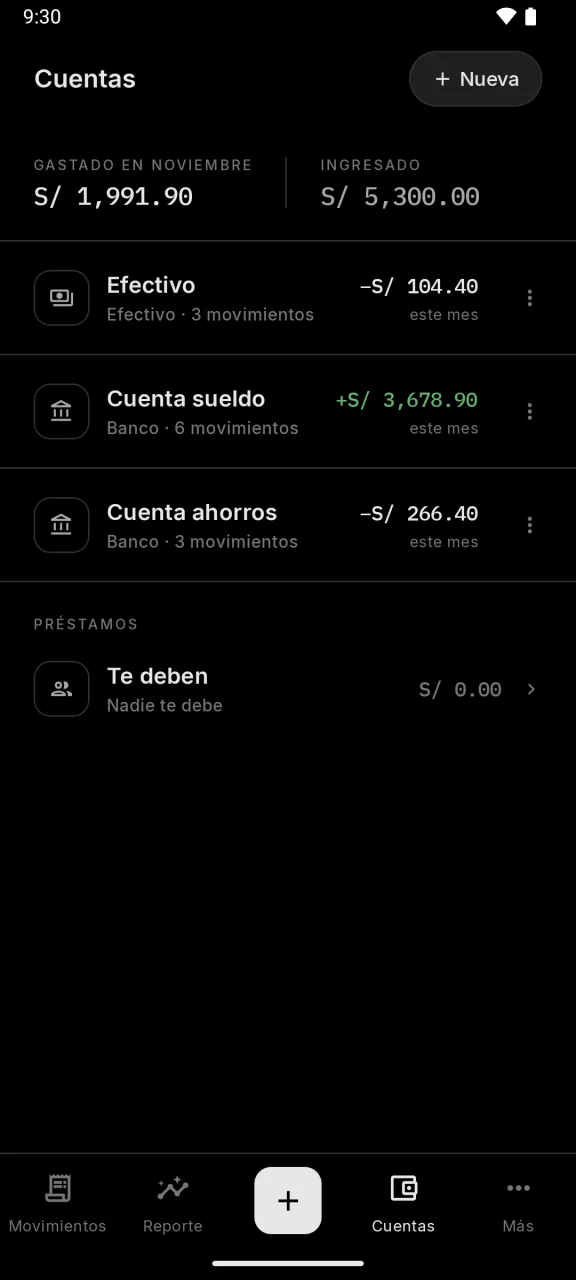 9:30
Cuentas
+ Nueva
GASTADO EN NOVIEMBRE
S/ 1,991.90
INGRESADO
S/ 5,300.00
Efectivo
Efectivo · 3 movimientos
−S/ 104.40
este mes
Cuenta sueldo
Banco · 6 movimientos
+S/ 3,678.90
este mes
Cuenta ahorros
Banco · 3 movimientos
−S/ 266.40
este mes
PRÉSTAMOS
Te deben
Nadie te debe
S/ 0.00
Movimientos
Reporte
Cuentas
Más